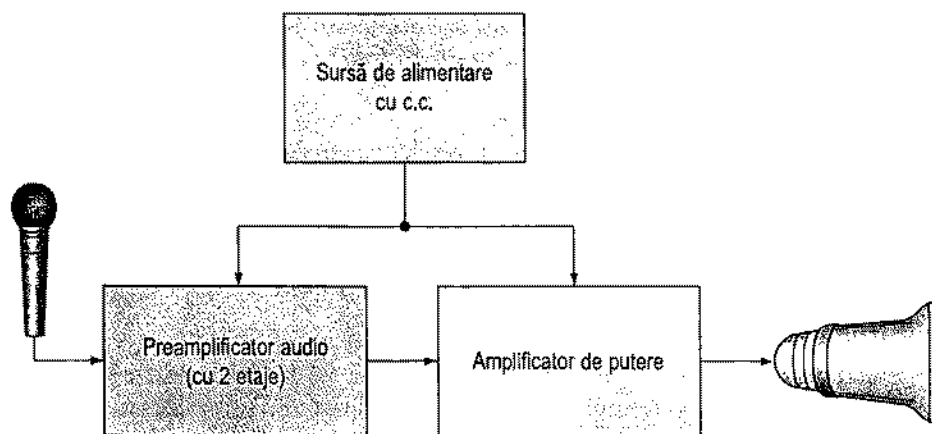 Sursă de alimentare
cu c.c.
Preamplificator audio
(cu 2 etaje)
Amplificator de putere